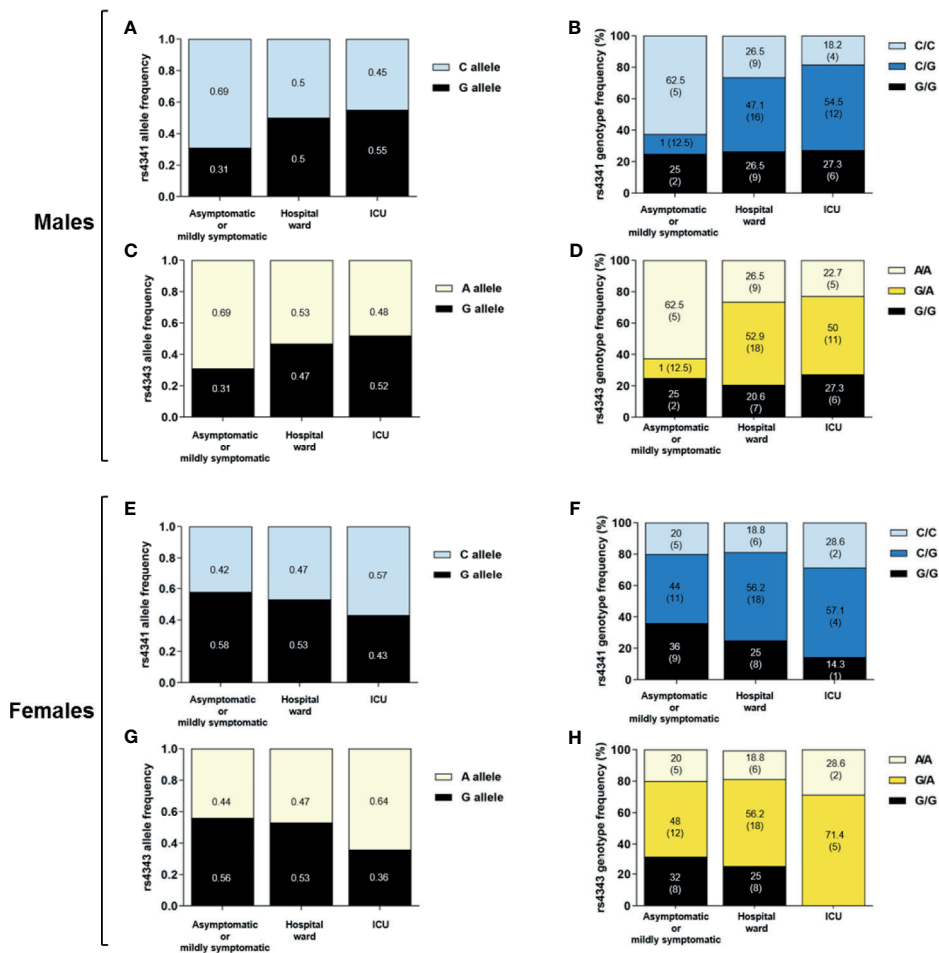 Males
A
rs4341 allele frequency
1.0
0.8
0.6
0.4
0.2
0.0
0.69
0.31
0.5
0.5
0.45
0.55
Asymptomatic
or
mildly symptomatic
Hospital
ward
ICU
C allele
G allele
B
rs4341 genotype frequency (%)
100
80
60
40
20
0
62.5
(5)
1 (12.5)
25
(2)
26.5
(9)
47.1
(16)
26.5
(9)
18.2
(4)
54.5
(12)
27.3
(6)
Asymptomatic
or
mildly symptomatic
Hospital
ward
ICU
C/C
C/G
G/G
C
rs4343 allele frequency
1.0
0.8
0.6
0.4
0.2
0.0
0.69
0.31
0.53
0.47
0.48
0.52
Asymptomatic
or
mildly symptomatic
Hospital
ward
ICU
A allele
G allele
D
rs4343 genotype frequency (%)
100
80
60
40
20
0
62.5
(5)
1 (12.5)
25
(2)
26.5
(9)
52.9
(18)
20.6
(7)
22.7
(5)
50
(11)
27.3
(6)
Asymptomatic
or
mildly symptomatic
Hospital
ward
ICU
A/A
G/A
G/G
Females
E
rs4341 allele frequency
1.0
0.8
0.6
0.4
0.2
0.0
0.42
0.58
0.47
0.53
0.57
0.43
Asymptomatic
or
mildly symptomatic
Hospital
ward
ICU
C allele
G allele
F
rs4341 genotype frequency (%)
100
80
60
40
20
0
20
(5)
44
(11)
36
(9)
18.8
(6)
56.2
(18)
25
(8)
28.6
(2)
57.1
(4)
14.3
(1)
Asymptomatic
or
mildly symptomatic
Hospital
ward
ICU
C/C
C/G
G/G
G
rs4343 allele frequency
1.0
0.8
0.6
0.4
0.2
0.0
0.44
0.56
0.47
0.53
0.64
0.36
Asymptomatic
or
mildly symptomatic
Hospital
ward
ICU
A allele
G allele
H
rs4343 genotype frequency (%)
100
80
60
40
20
0
20
(5)
48
(12)
32
(8)
18.8
(6)
56.2
(18)
25
(8)
28.6
(2)
71.4
(5)
Asymptomatic
or
mildly symptomatic
Hospital
ward
ICU
A/A
G/A
G/G